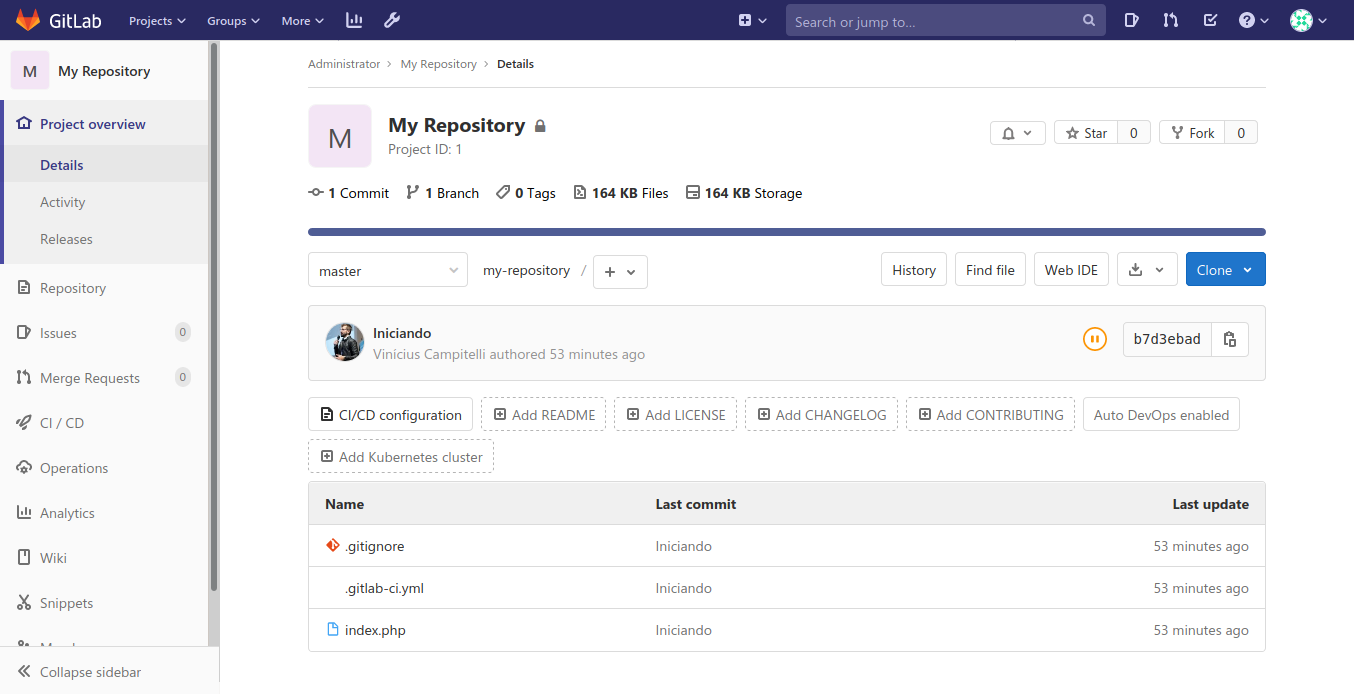 GitLab Projects Groups More Search or jump to...
M My Repository
Project overview
Details
Activity
Releases
Repository
Issues 0
Merge Requests 0
CI / CD
Operations
Analytics
Wiki
Snippets
Collapse sidebar
Administrator > My Repository > Details
M
My Repository
Project ID: 1
Star 0 Fork 0
1 Commit 1 Branch 0 Tags 164 KB Files 164 KB Storage
master my-repository / + History Find file Web IDE Clone
Iniciando
Vinicius Campitelli authored 53 minutes ago
b7d3ebad
CI/CD configuration Add README Add LICENSE Add CHANGELOG Add CONTRIBUTING Auto DevOps enabled
Add Kubernetes cluster
Name Last commit Last update
.gitignore Iniciando 53 minutes ago
.gitlab-ci.yml Iniciando 53 minutes ago
index.php Iniciando 53 minutes ago